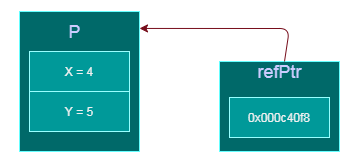 P
X = 4
Y = 5
refPtr
0x000c40f8